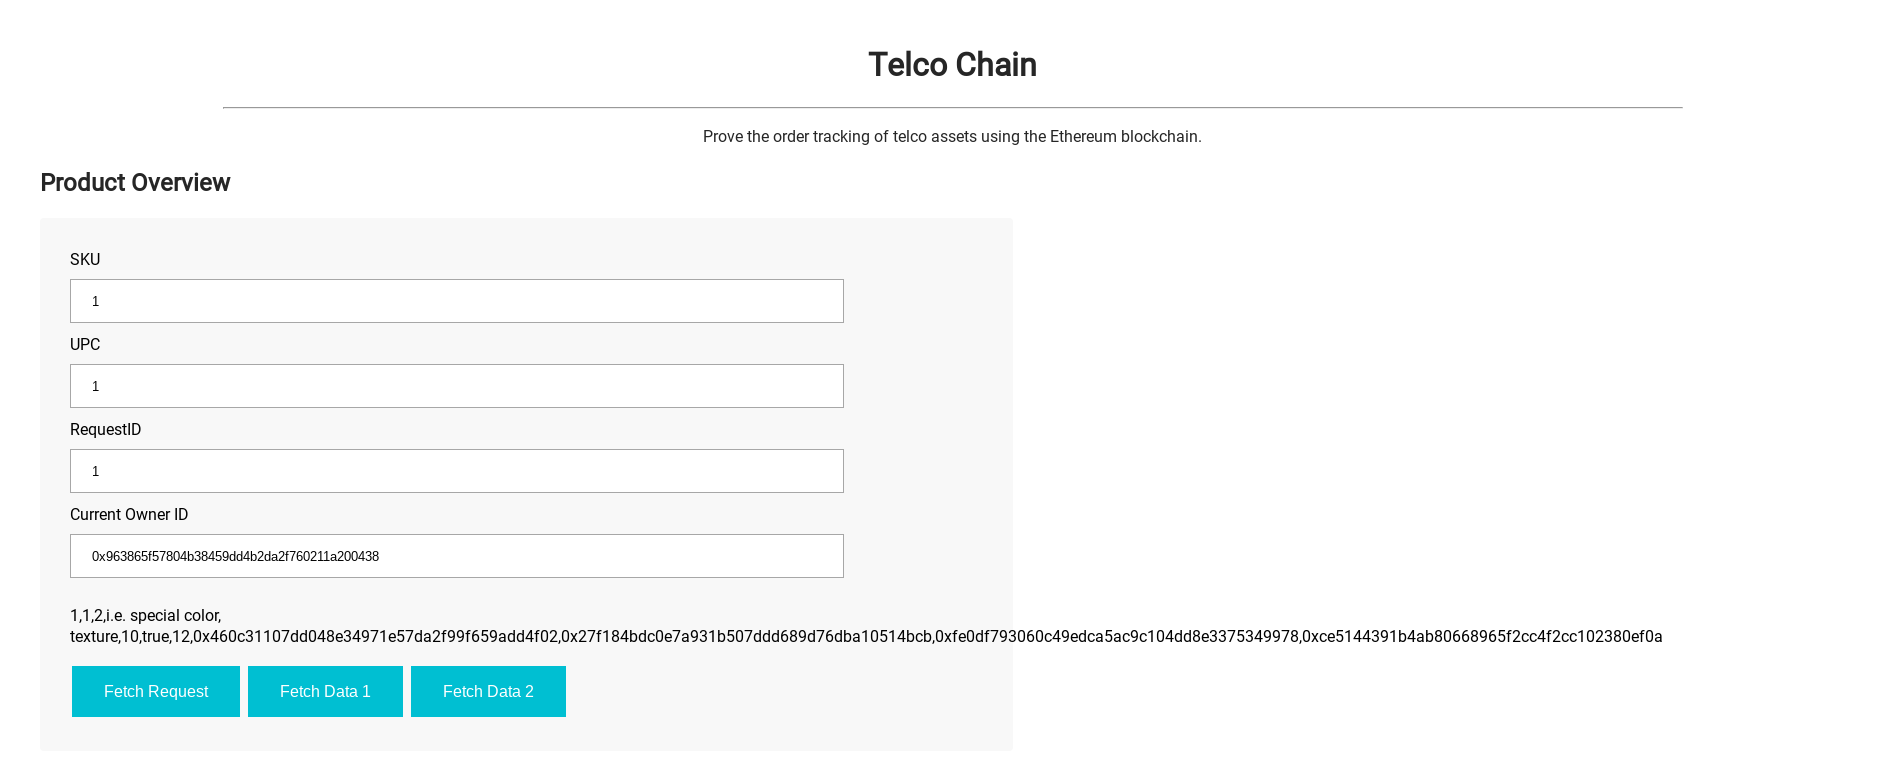 Telco Chain
Prove the order tracking of telco assets using the Ethereum blockchain.
Product Overview
SKU
1
UPC
1
RequestID
1
Current Owner ID
0x963865f57804b38459dd4b2da2f760211a200438
1,1,2,i.e. special color,
texture,10,true,12,0x460c31107dd048e34971e57da2f99f659add4f02,0x27f184bdc0e7a931b507ddd689d76dba10514bcb,0xfe0df793060c49edca5ac9c104dd8e3375349978,0xce5144391b4ab80668965f2cc4f2cc102380ef0a
Fetch Request
Fetch Data 1
Fetch Data 2